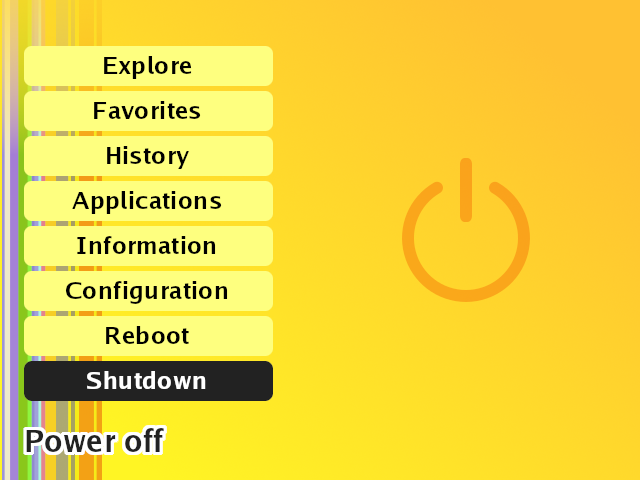 Explore
Favorites
History
Applications
Information
Configuration
Reboot
Shutdown
Power off